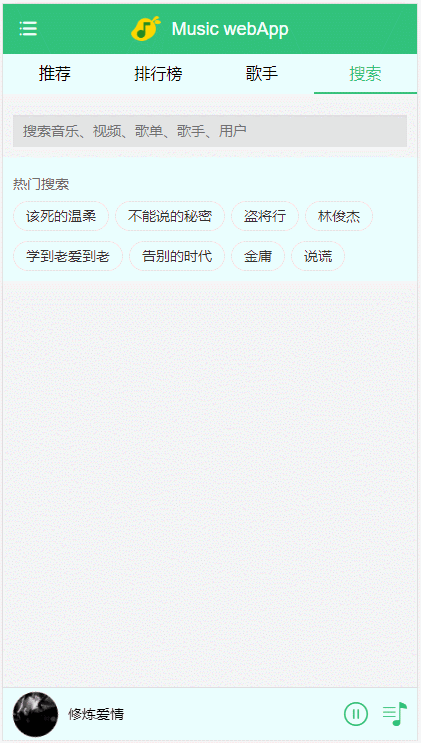 Music webApp
推荐 排行榜 歌手 搜索
搜索音乐、视频、歌单、歌手、用户
热门搜索
该死的温柔 不能说的秘密 盗将行 林俊杰
学到老爱到老 告别的时代 金庸 说谎
修炼爱情